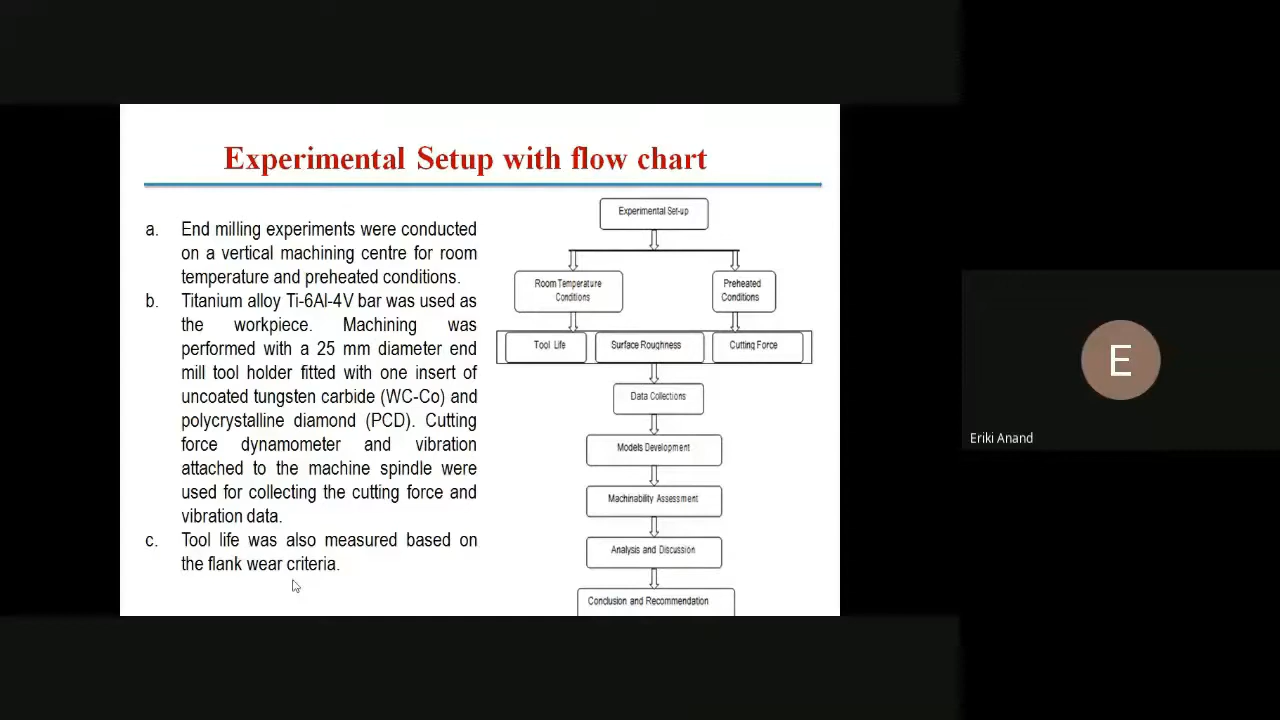 Experimental Setup with flow chart
a. End milling experiments were conducted
on a vertical machining centre for room
temperature and preheated conditions.
b. Titanium alloy Ti-6Al-4V bar was used as
the workpiece. Machining was
performed with a 25 mm diameter end
mill tool holder fitted with one insert of
uncoated tungsten carbide (WC-Co) and
polycrystalline diamond (PCD). Cutting
force dynamometer and vibration
attached to the machine spindle were
used for collecting the cutting force and
vibration data.
c. Tool life was also measured based on
the flank wear criteria.
Experimental Set-up
Room Temperature
Conditions
Preheated
Conditions
Tool Life
Surface Roughness
Cutting Force
Data Collections
Models Development
Machinability Assessment
Analysis and Discussion
Conclusion and Recommendation
E
Eriki Anand